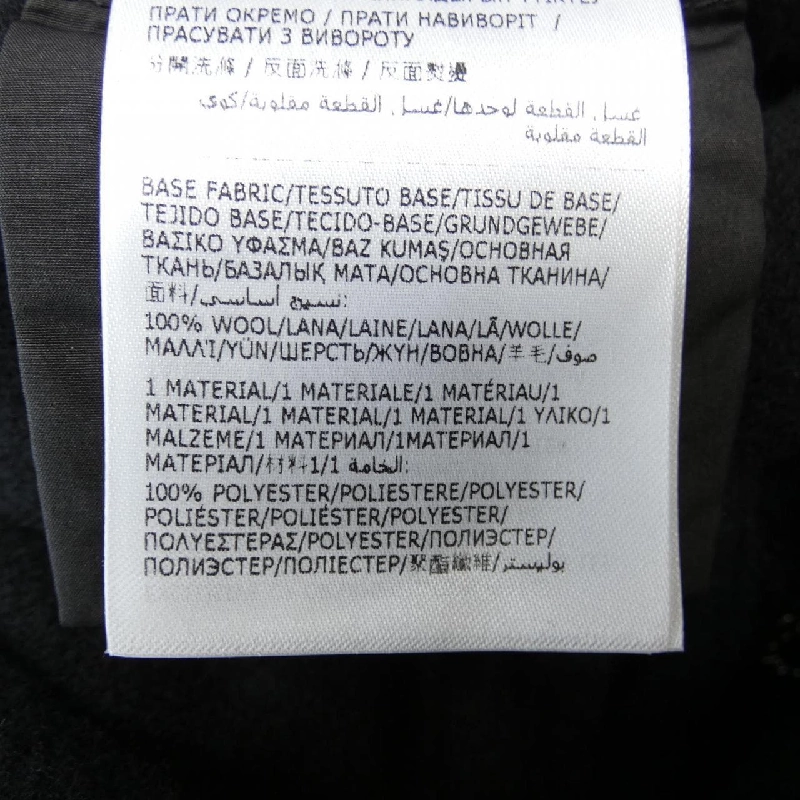 ПРАТИ ОКРЕМО / ПРАТИ НАВИВОРІТ /
ПРАСУВАТИ З ВИВОРОТУ
分開洗滌 / 反面洗滌 / 反面熨燙
غسل القطعة لوحدها/غسل القطعة مقلوبة/كوي
القطعة مقلوبة
BASE FABRIC/TESSUTO BASE/TISSU DE BASE/
TEJIDO BASE/TECIDO-BASE/GRUNDGEWEBE/
ΒΑΣΙΚΟ ΥΦΑΣΜΑ/BAZ KUMAŞ/ОСНОВНАЯ
ТКАНЬ/БАЗАЛЫҚ МАТА/ОСНОВНА ТКАНИНА/
面料/نسيج أساسي:
100% WOOL/LANA/LAINE/LANA/LÃ/WOLLE/
ΜΑΛΛΊ/YÜN/ШЕРСТЬ/ЖҮН/ВОВНА/羊毛/صوف
1 MATERIAL/1 MATERIALE/1 MATÉRIAU/1
MATERIAL/1 MATERIAL/1 MATERIAL/1 ΥΛΙΚΟ/1
MALZEME/1 МАТЕРИАЛ/1МАТЕРИАЛ/1
МАТЕРІАЛ/材料1/1 الخامة:
100% POLYESTER/POLIESTERE/POLYESTER/
POLIÉSTER/POLIÉSTER/POLYESTER/
ΠΟΛΥΕΣΤΕΡΑΣ/POLYESTER/ПОЛИЭСТЕР/
ПОЛИЭСТЕР/ПОЛІЕСТЕР/聚酯纖維/بوليستر